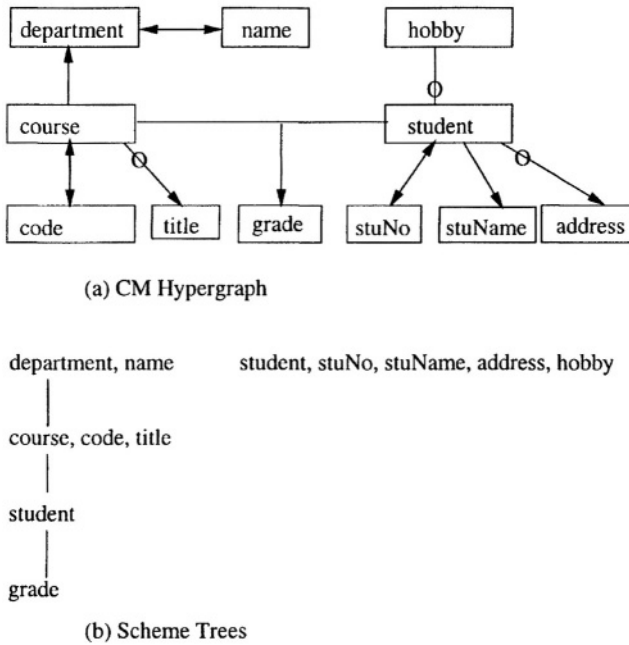 department name hobby
O
course student
O O
code title grade stuNo stuName address
(a) CM Hypergraph
department, name student, stuNo, stuName, address, hobby
course, code, title
student
grade
(b) Scheme Trees